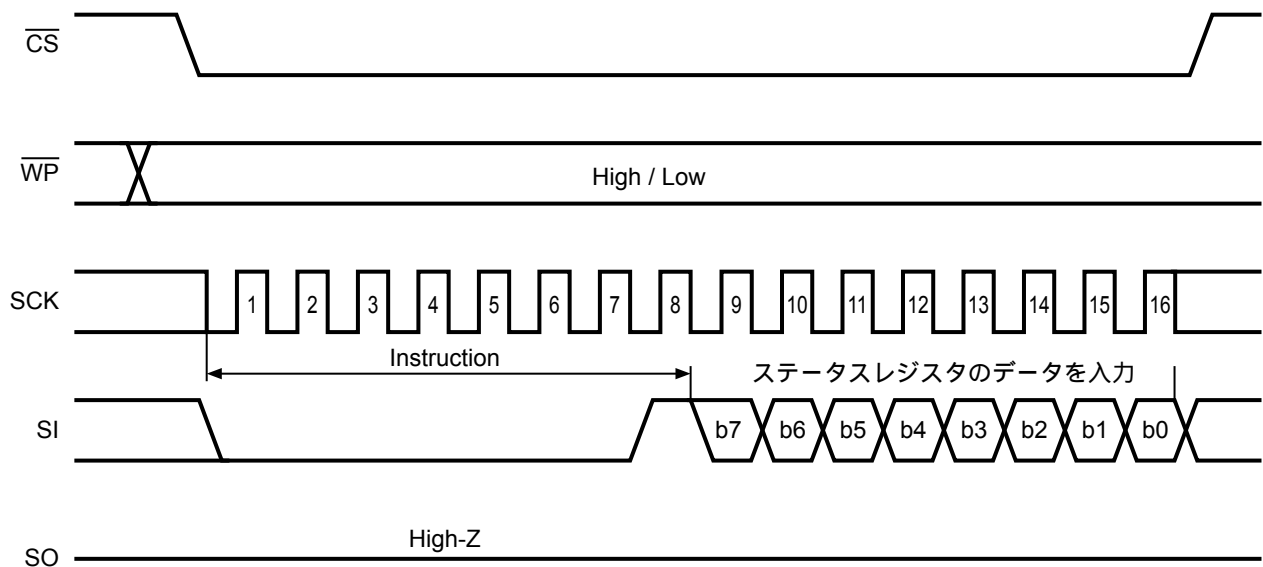 CS
WP
High / Low
SCK
1 2 3 4 5 6 7 8 9 10 11 12 13 14 15 16
Instruction
ステータスレジスタのデータを入力
SI
b7 b6 b5 b4 b3 b2 b1 b0
High-Z
SO